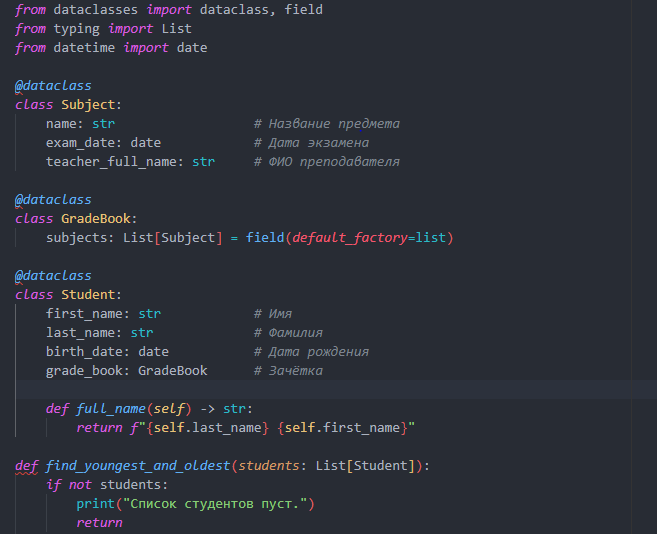 from dataclasses import dataclass, field
from typing import List
from datetime import date
@dataclass
class Subject:
name: str # Название предмета
exam_date: date # Дата экзамена
teacher_full_name: str # ФИО преподавателя
@dataclass
class GradeBook:
subjects: List[Subject] = field(default_factory=list)
@dataclass
class Student:
first_name: str # Имя
last_name: str # Фамилия
birth_date: date # Дата рождения
grade_book: GradeBook # Зачётка
def full_name(self) -> str:
return f"{self.last_name} {self.first_name}"
def find_youngest_and_oldest(students: List[Student]):
if not students:
print("Список студентов пуст.")
return